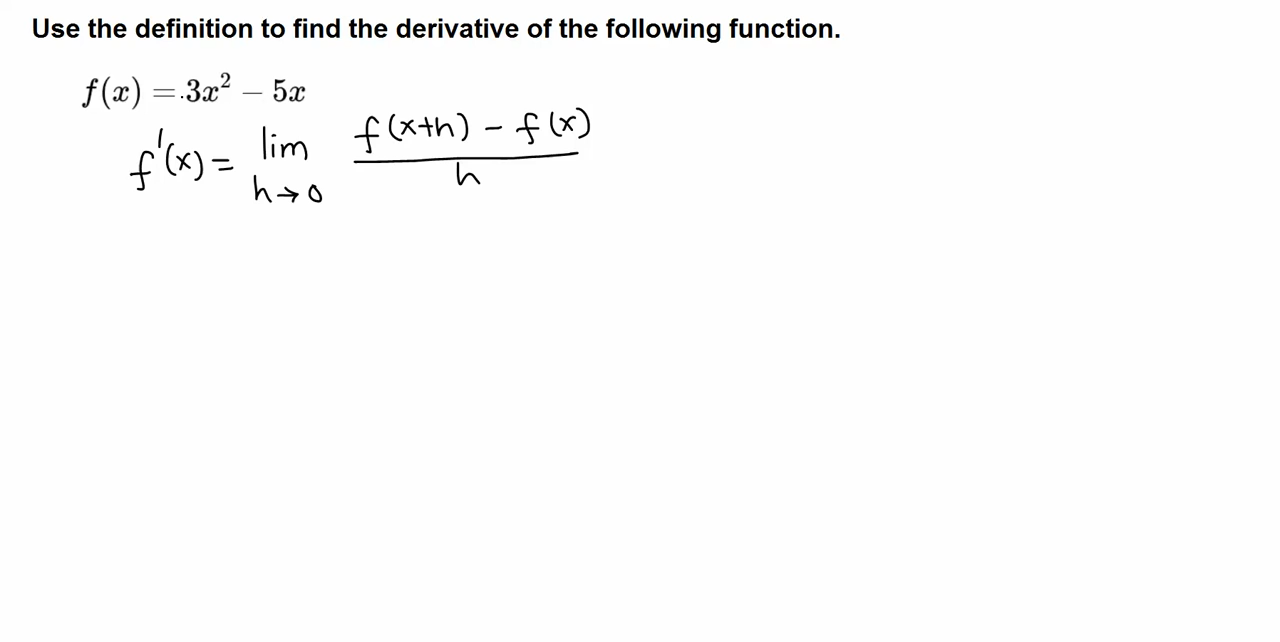 Use the definition to find the derivative of the following function.
f(x) = 3x² − 5x
f'(x) = lim h→0 f(x+h) − f(x) / h